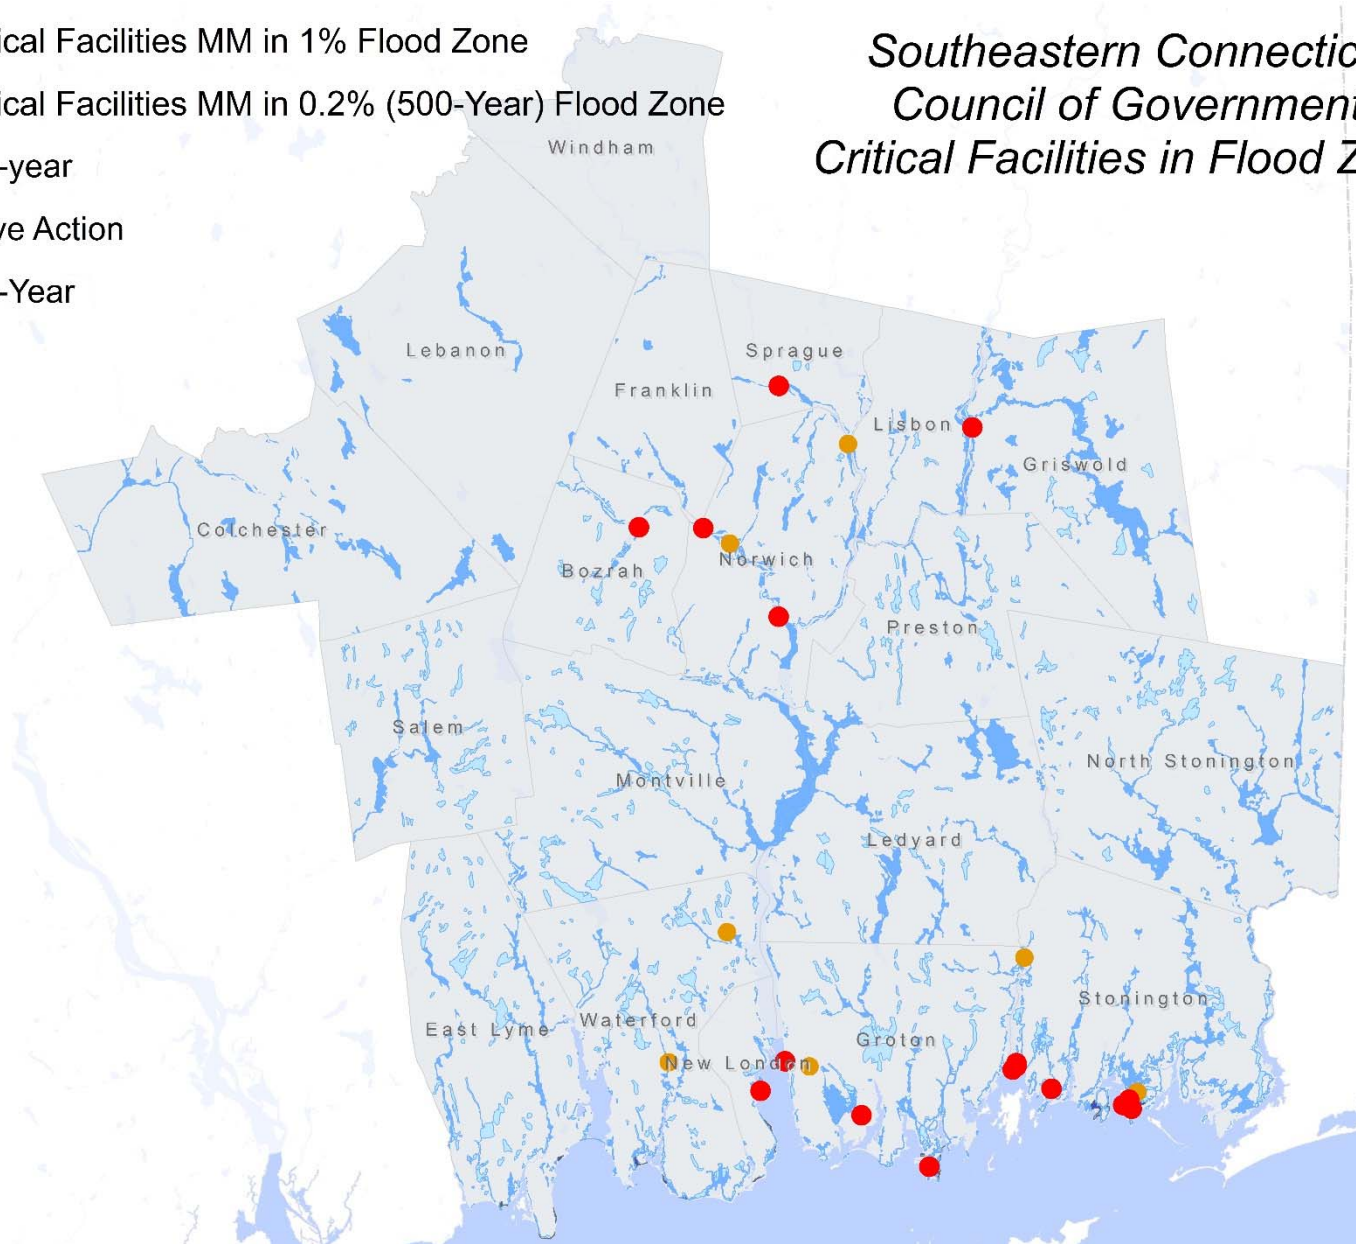 ical Facilities MM in 1% Flood Zone
ical Facilities MM in 0.2% (500-Year) Flood Zone
-year
ve Action
-Year
Southeastern Connectic
Council of Government
Critical Facilities in Flood Z
Windham
Lebanon
Sprague
Franklin
Lisbon
Griswold
Colchester
Norwich
Bozrah
Preston
Salem
North Stonington
Montville
Ledyard
Stonington
East Lyme
Waterford
Groton
New London